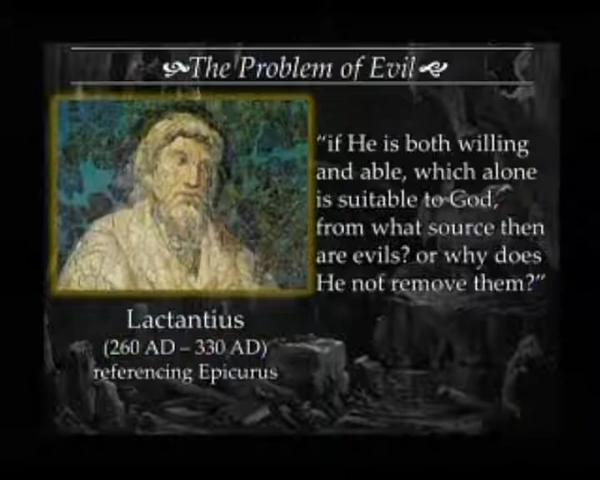 The Problem of Evil
“if He is both willing
and able, which alone
is suitable to God,
from what source then
are evils? or why does
He not remove them?”
Lactantius
(260 AD – 330 AD)
referencing Epicurus